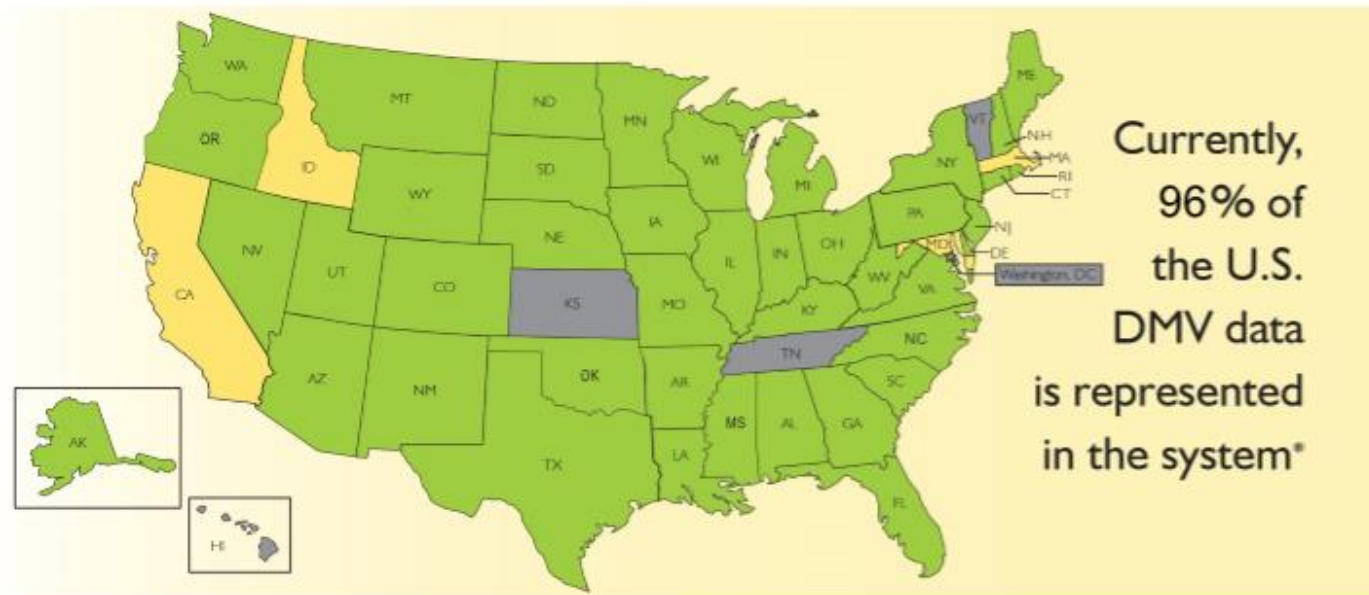 WA
MT
ND
MN
ME
VT
NH
MA
RI
CT
OR
ID
SD
WI
MI
NY
WY
IA
PA
NJ
NE
NV
UT
CO
IL
IN
OH
MD
DE
WV
VA
Washington, DC
CA
KS
MO
KY
AZ
NM
OK
AR
TN
NC
SC
MS
AL
GA
TX
LA
FL
AK
HI
Currently,
96% of
the U.S.
DMV data
is represented
in the system*